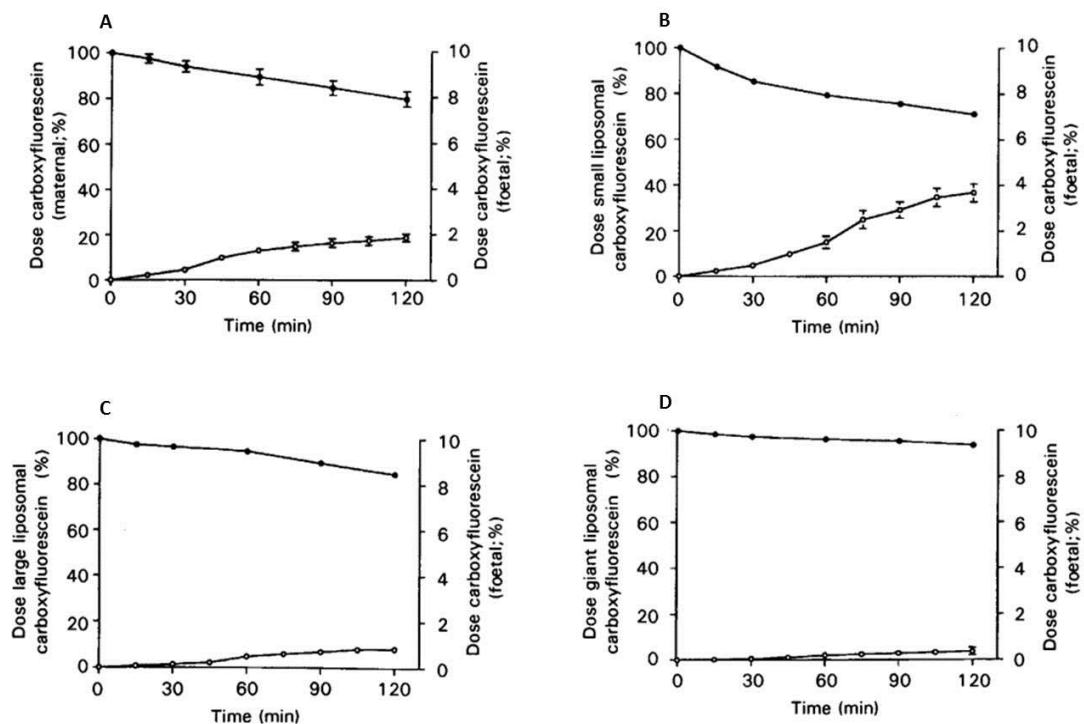 A
Dose carboxyfluorescein
(maternal;%)
100
80
60
40
20
0
10
8
6
4
2
0
Dose carboxyfluorescein
(foetal;%)
0 30 60 90 120
Time (min)
B
Dose small liposomal
carboxyfluorescein (%)
100
80
60
40
20
0
10
8
6
4
2
0
Dose carboxyfluorescein
(foetal;%)
0 30 60 90 120
Time (min)
C
Dose large liposomal
carboxyfluorescein (%)
100
80
60
40
20
0
10
8
6
4
2
0
Dose carboxyfluorescein
(foetal;%)
0 30 60 90 120
Time (min)
D
Dose giant liposomal
carboxyfluorescein (%)
100
80
60
40
20
0
10
8
6
4
2
0
Dose carboxyfluorescein
(foetal;%)
0 30 60 90 120
Time (min)